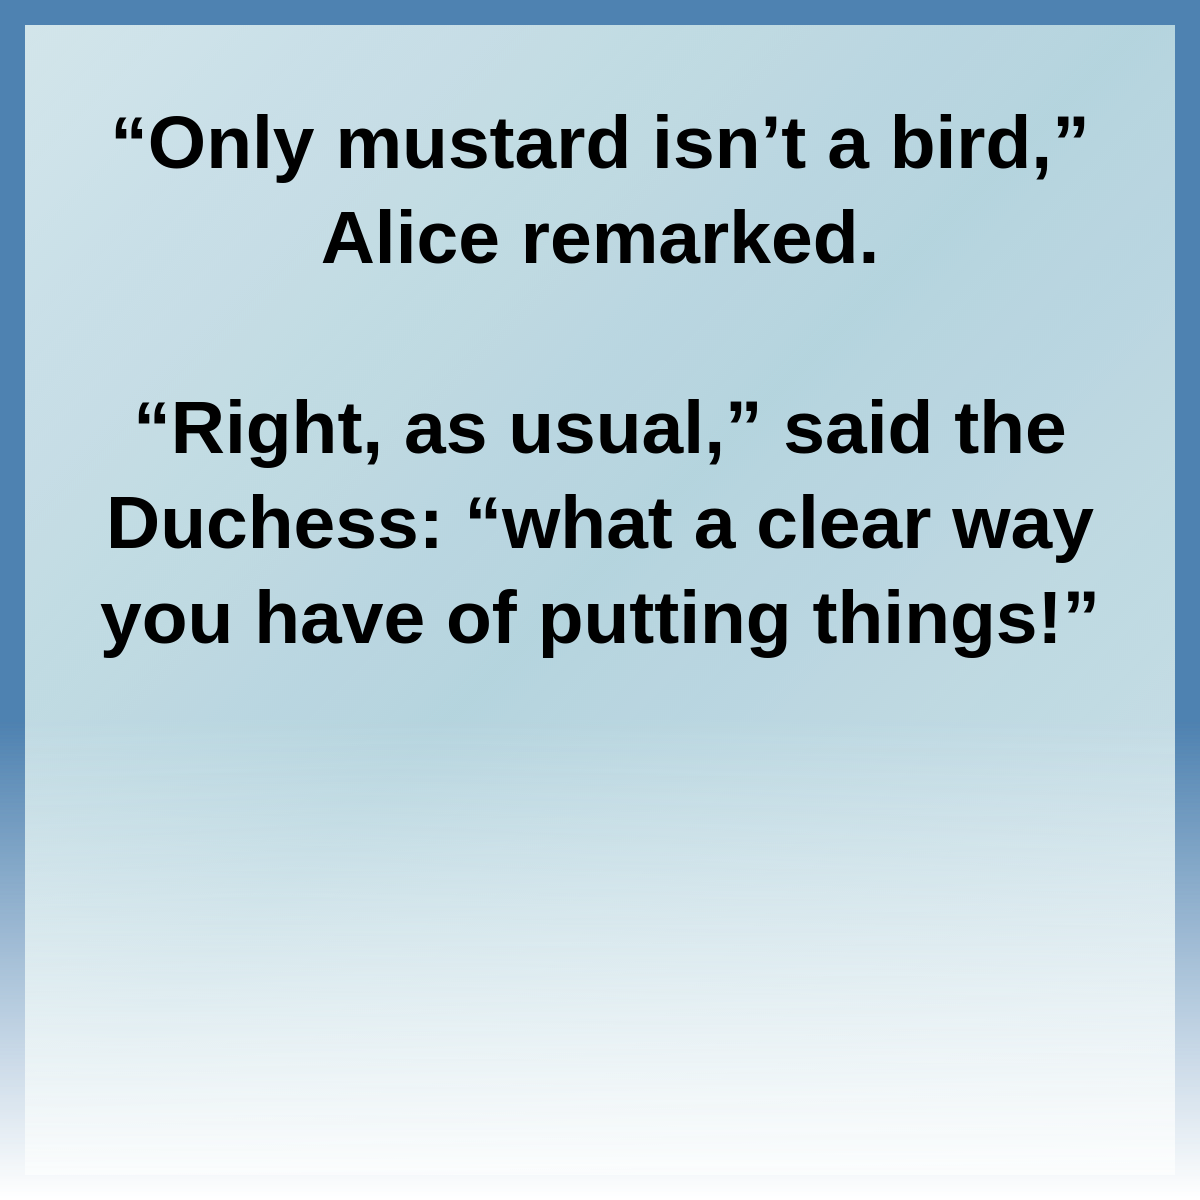 “Only mustard isn’t a bird,”
Alice remarked.
“Right, as usual,” said the
Duchess: “what a clear way
you have of putting things!”